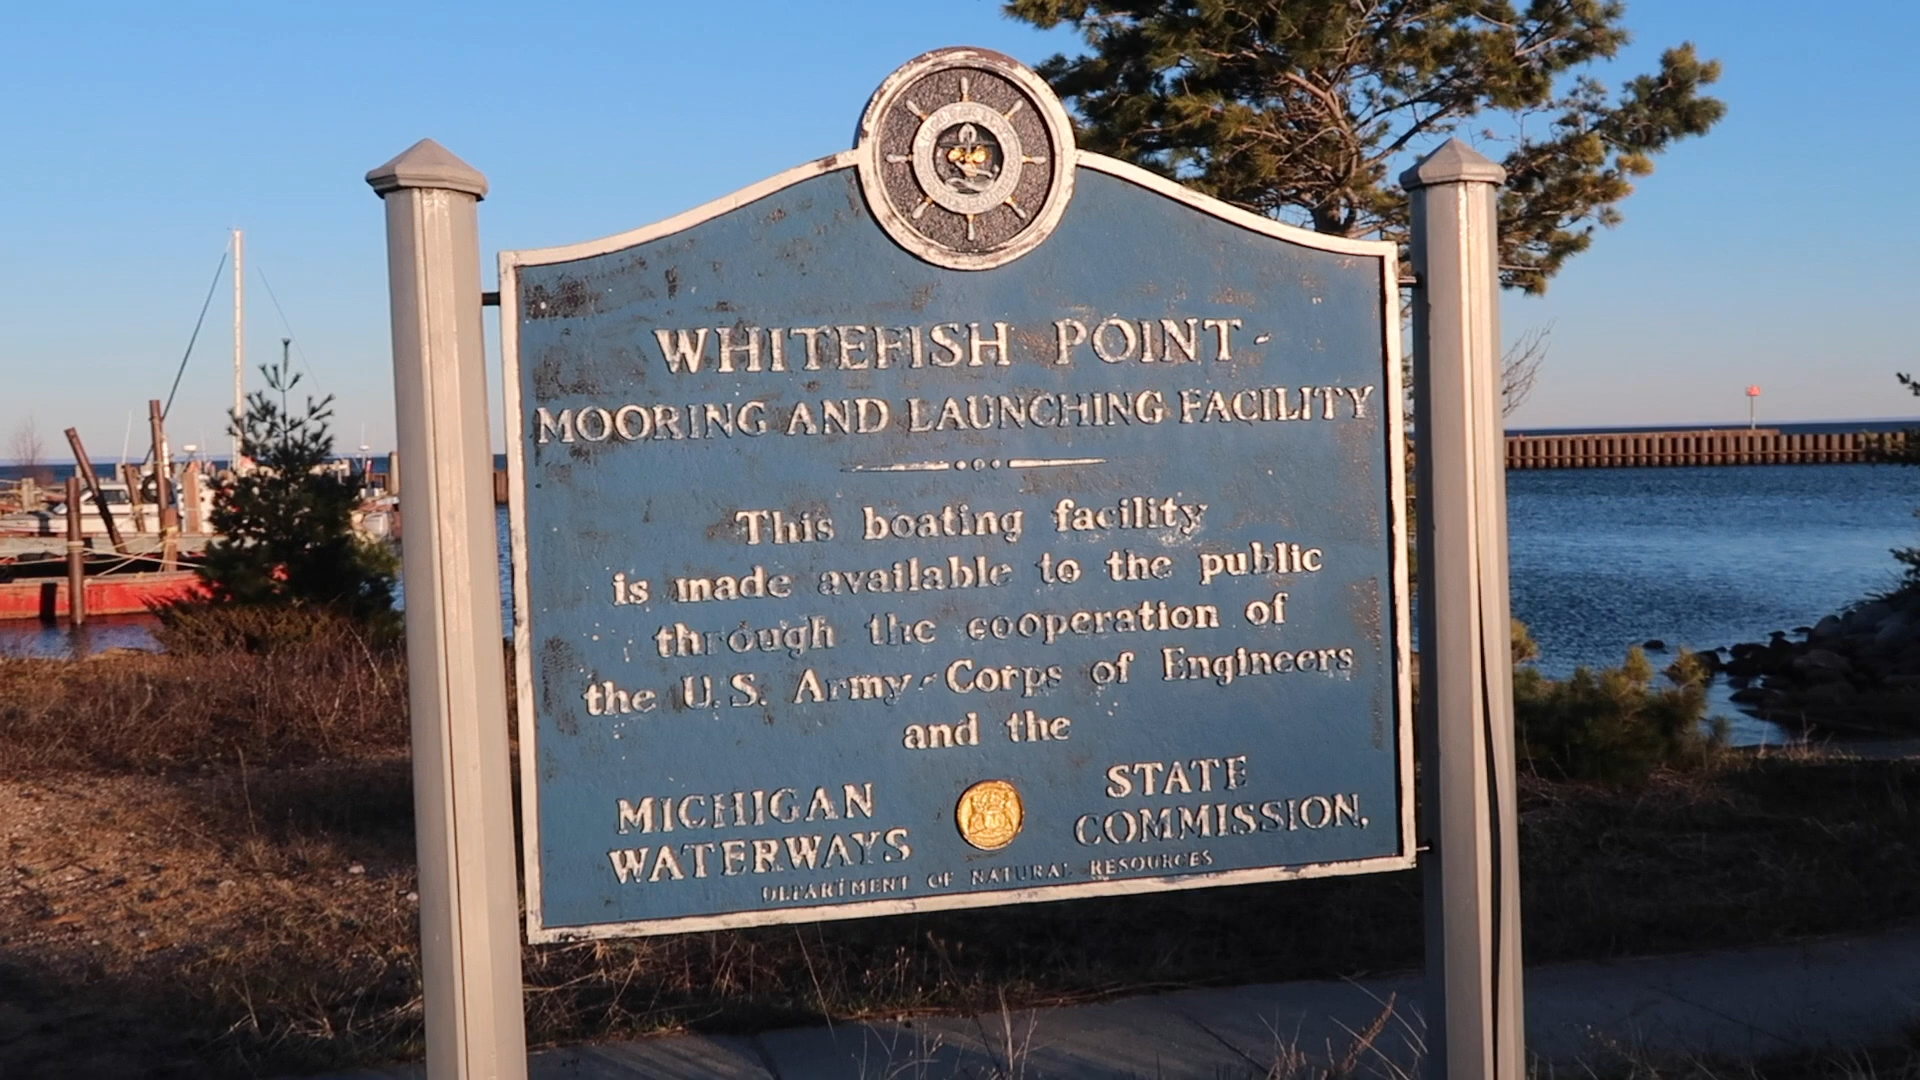 WHITEFISH POINT-
MOORING AND LAUNCHING FACILITY
This boating facility
is made available to the public
through the cooperation of
the U.S. Army-Corps of Engineers
and the
MICHIGAN STATE
WATERWAYS COMMISSION,
DEPARTMENT OF NATURAL RESOURCES